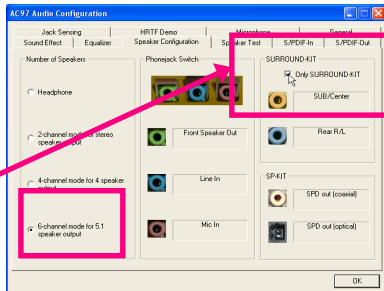 AC97 Audio Configuration
Jack Sensing
HRTF Demo
Microphone
General
Sound Effect
Equalizer
Speaker Configuration
Speaker Test
S/PDIF-In
S/PDIF-Out
Number of Speakers
Headphone
2-channel mode for stereo
speaker output
4-channel mode for 4 speaker
output
6-channel mode for 5.1
speaker output
Phonejack Switch
Front Speaker Out
Line In
Mic In
SURROUND-KIT
Only SURROUND-KIT
SUB/Center
Rear R/L
SP-KIT
SPD out (coaxial)
SPD out (optical)
OK